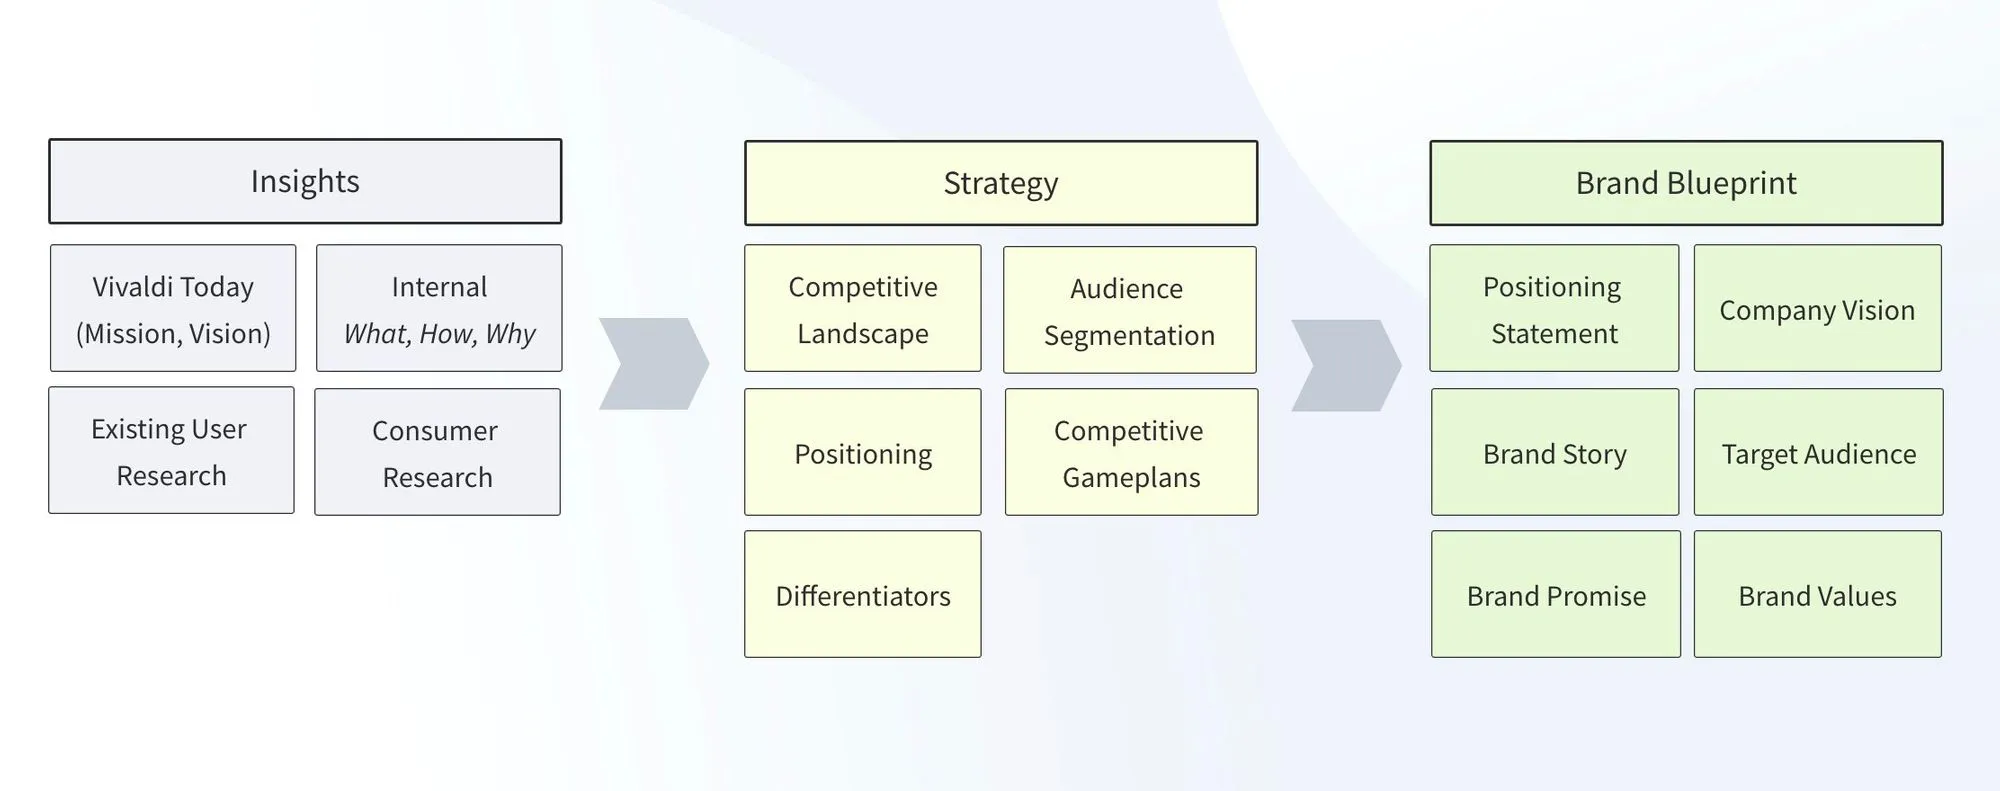 Insights
Vivaldi Today
(Mission, Vision)
Internal
What, How, Why
Existing User
Research
Consumer
Research
Strategy
Competitive
Landscape
Audience
Segmentation
Positioning
Competitive
Gameplans
Differentiators
Brand Blueprint
Positioning
Statement
Company Vision
Brand Story
Target Audience
Brand Promise
Brand Values